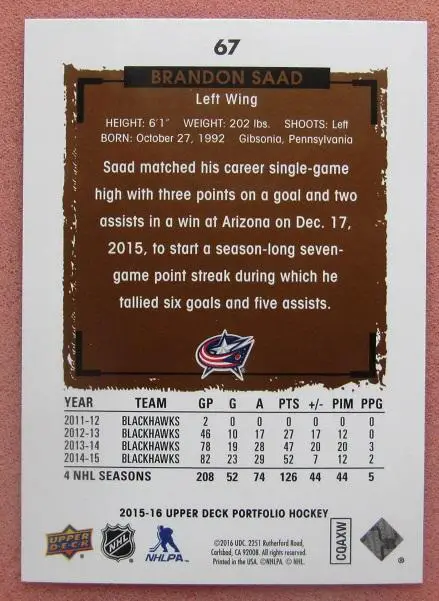 67
BRANDON SAAD
Left Wing
HEIGHT: 6'1" WEIGHT: 202 lbs. SHOOTS: Left
BORN: October 27, 1992 Gibsonia, Pennsylvania
Saad matched his career single-game
high with three points on a goal and two
assists in a win at Arizona on Dec. 17,
2015, to start a season-long seven-
game point streak during which he
tallied six goals and five assists.
YEAR TEAM GP G A PTS +/- PIM PPG
2011-12 BLACKHAWKS 2 0 0 0 0 0 0
2012-13 BLACKHAWKS 46 10 17 27 17 12 0
2013-14 BLACKHAWKS 78 19 28 47 20 20 3
2014-15 BLACKHAWKS 82 23 29 52 7 12 2
4 NHL SEASONS 208 52 74 126 44 44 5
2015-16 UPPER DECK PORTFOLIO HOCKEY
UPPER DECK
NHL
NHLPA
©2016 UDC. 2251 Rutherford Road,
Carlsbad, CA 92008. All rights reserved.
Printed in the USA. ©NHLPA. © NHL.
CQAXW
®